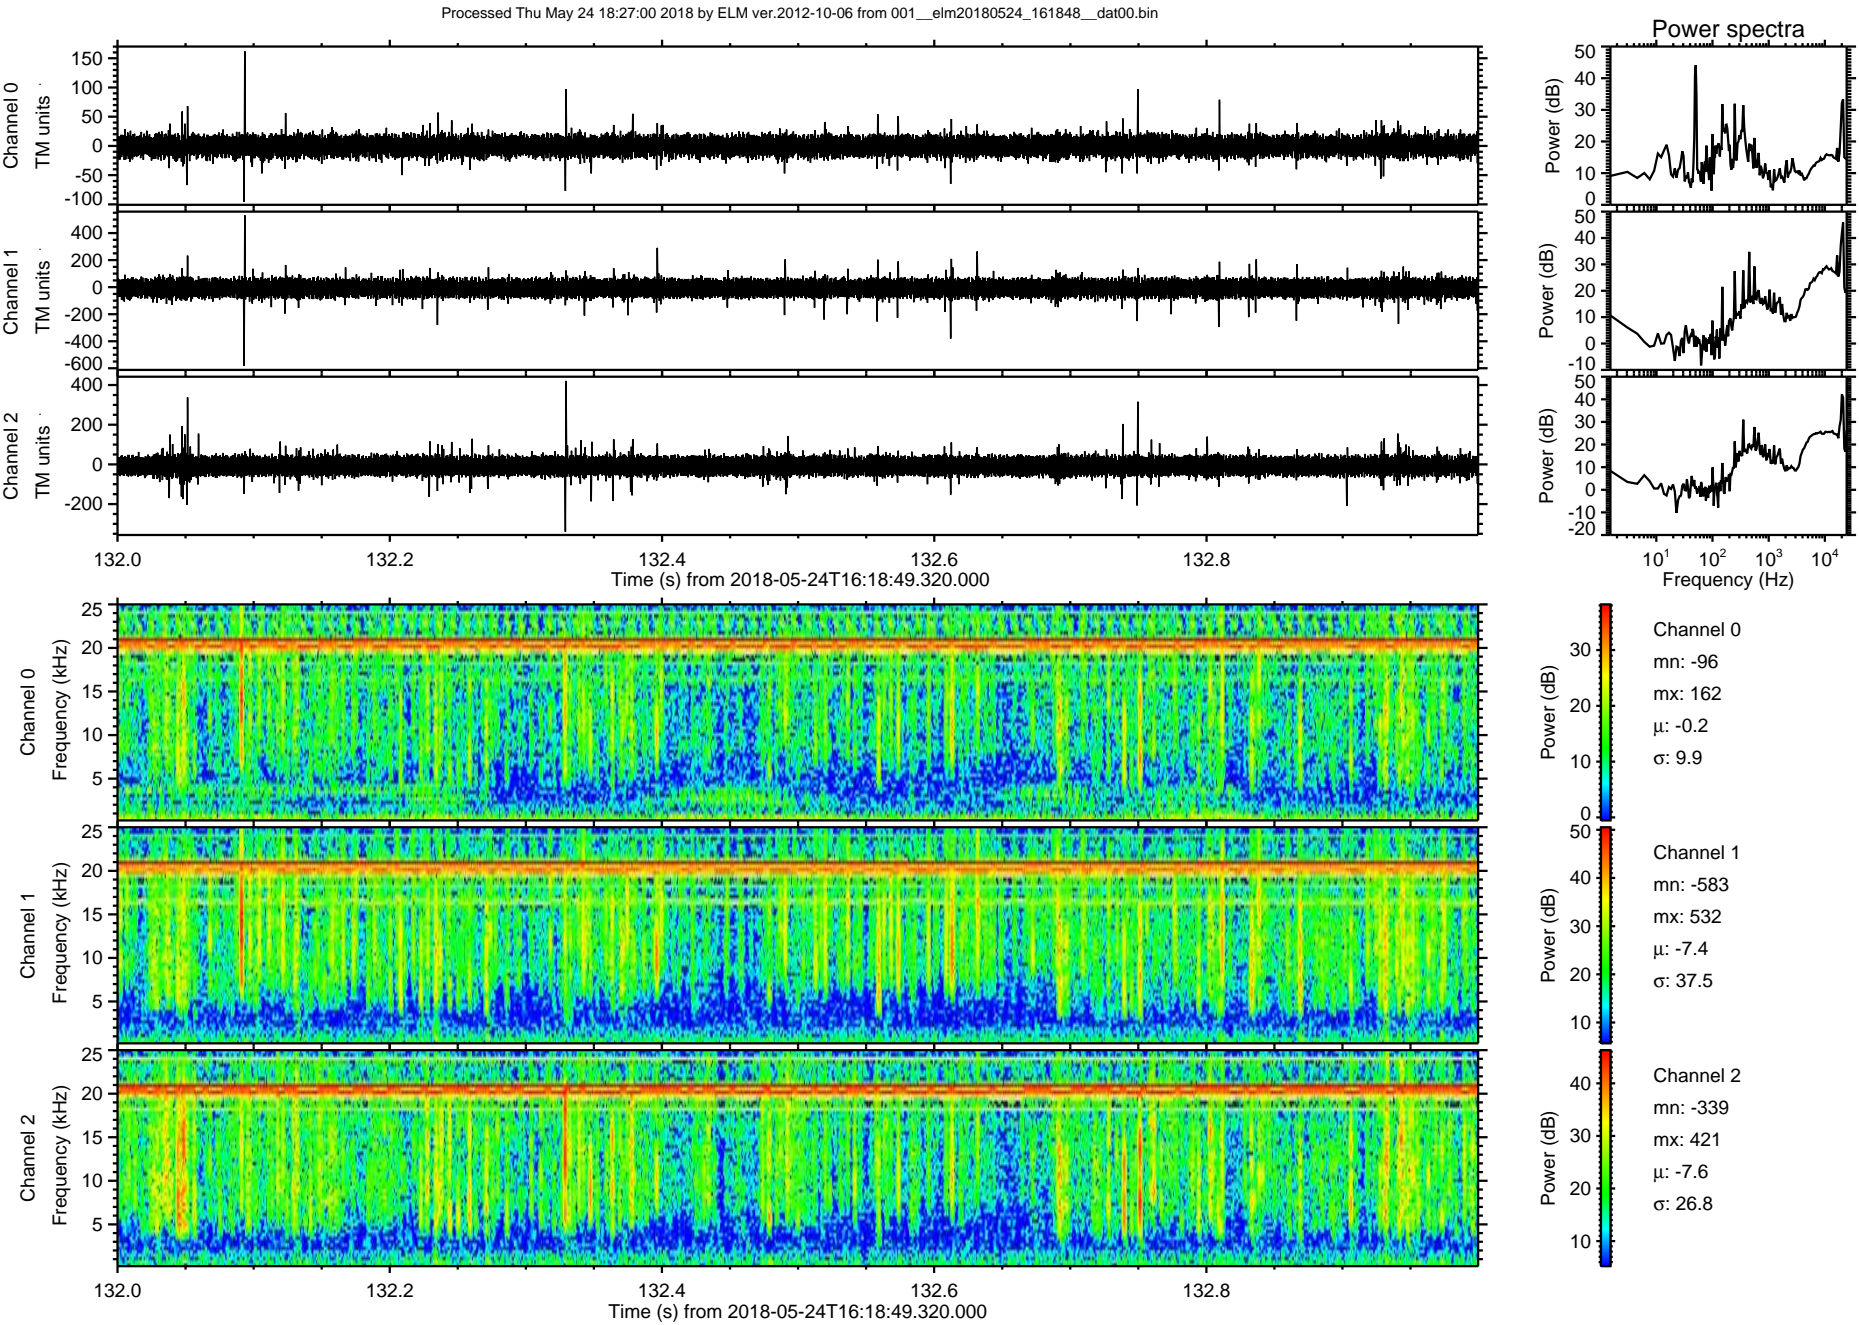 Processed Thu May 24 18:27:00 2018 by ELM ver.2012-10-06 from 001__elm20180524_161848__dat00.bin
Power spectra
Channel 0
TM units
150
100
50
0
-50
-100
Power (dB)
50
40
30
20
10
0
Channel 1
TM units
400
200
0
-200
-400
-600
Power (dB)
50
40
30
20
10
0
-10
Channel 2
TM units
400
200
0
-200
Power (dB)
50
40
30
20
10
0
-10
-20
132.0 132.2 132.4 132.6 132.8
Time (s) from 2018-05-24T16:18:49.320.000
10^1 10^2 10^3 10^4
Frequency (Hz)
Channel 0
Frequency (kHz)
25
20
15
10
5
Power (dB)
30
20
10
0
Channel 0
mn: -96
mx: 162
μ: -0.2
σ: 9.9
Channel 1
Frequency (kHz)
25
20
15
10
5
Power (dB)
50
40
30
20
10
Channel 1
mn: -583
mx: 532
μ: -7.4
σ: 37.5
Channel 2
Frequency (kHz)
25
20
15
10
5
Power (dB)
40
30
20
10
Channel 2
mn: -339
mx: 421
μ: -7.6
σ: 26.8
132.0 132.2 132.4 132.6 132.8
Time (s) from 2018-05-24T16:18:49.320.000